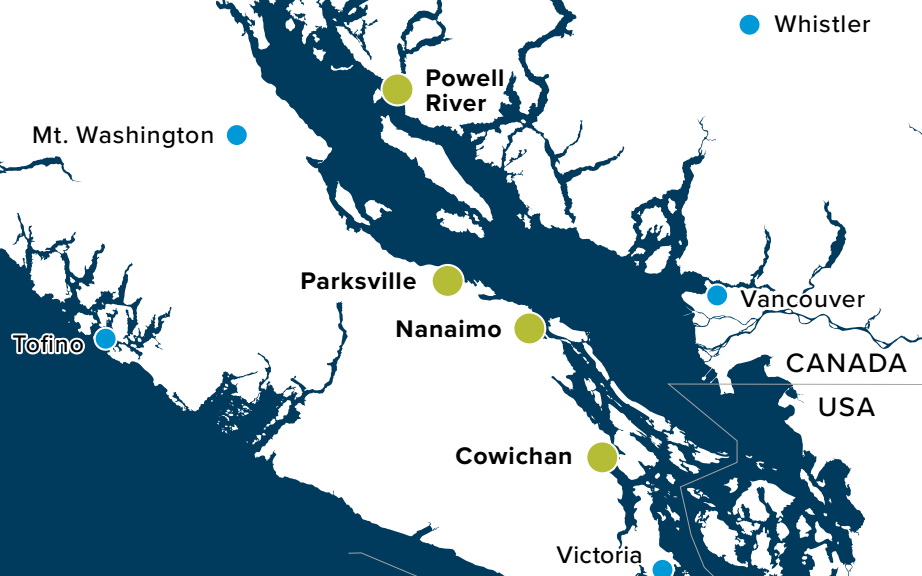 Whistler
Powell
River
Mt. Washington
Parksville
Vancouver
Nanaimo
Tofino
CANADA
USA
Cowichan
Victoria